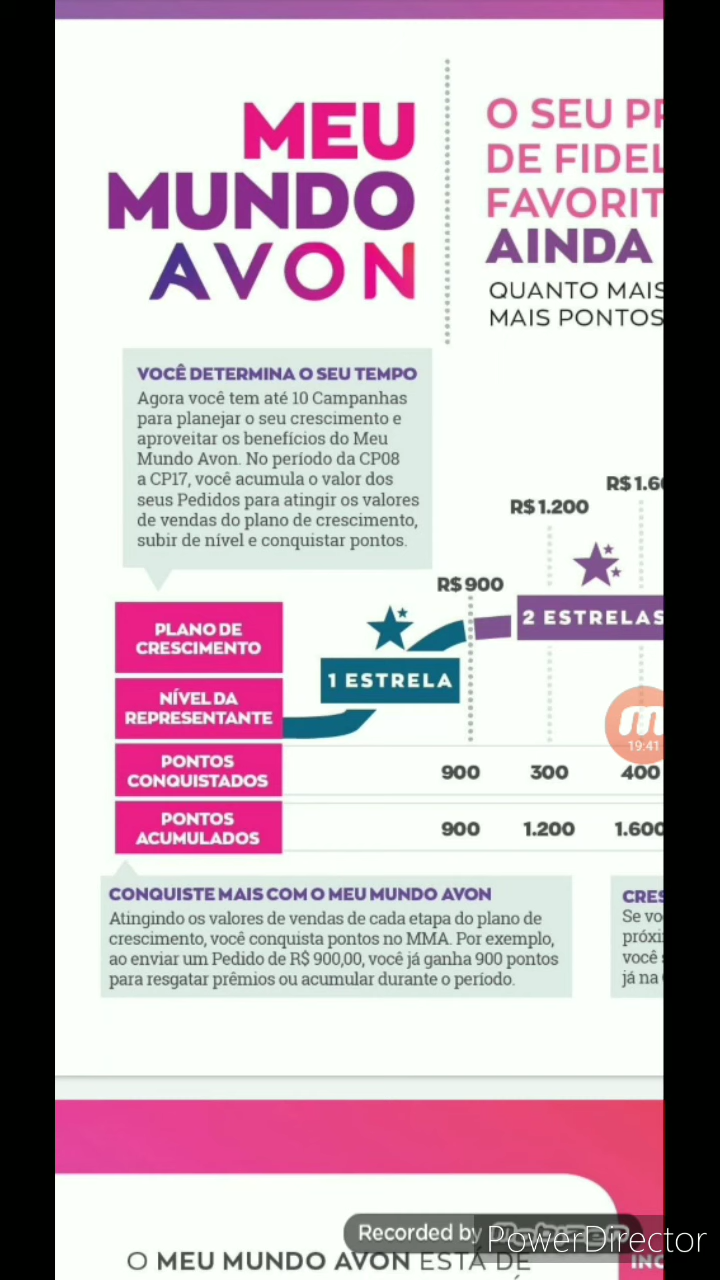 MEU
MUNDO
AVON
O SEU
DE
AINDA
QUANTO MAIS
MAIS PONTOS
VOCÊ DETERMINA O SEU TEMPO
Agora você tem até 10 Campanhas
para planejar o seu crescimento e
aproveitar os benefícios do Meu
Mundo Avon. No período da CP08
a CP17, você acumula o valor dos
seus Pedidos para atingir os valores
de vendas do plano de crescimento,
subir de nível e conquistar pontos.
R$ 900
R$ 1.200
PLANO DE
CRESCIMENTO
1 ESTRELA
2 ESTRELAS
NÍVEL DA
REPRESENTANTE
19:41
PONTOS
CONQUISTADOS
900 300 400
PONTOS
ACUMULADOS
900 1.200 1.600
CONQUISTE MAIS COM O MEU MUNDO AVON
Atingindo os valores de vendas de cada etapa do plano de
crescimento, você conquista pontos no MMA. Por exemplo,
ao enviar um Pedido de R$ 900,00, você já ganha 900 pontos
para resgatar prêmios ou acumular durante o período.
Se
você
já na
Recorded by
PowerDirector
O MEU MUNDO AVON ESTÁ DE